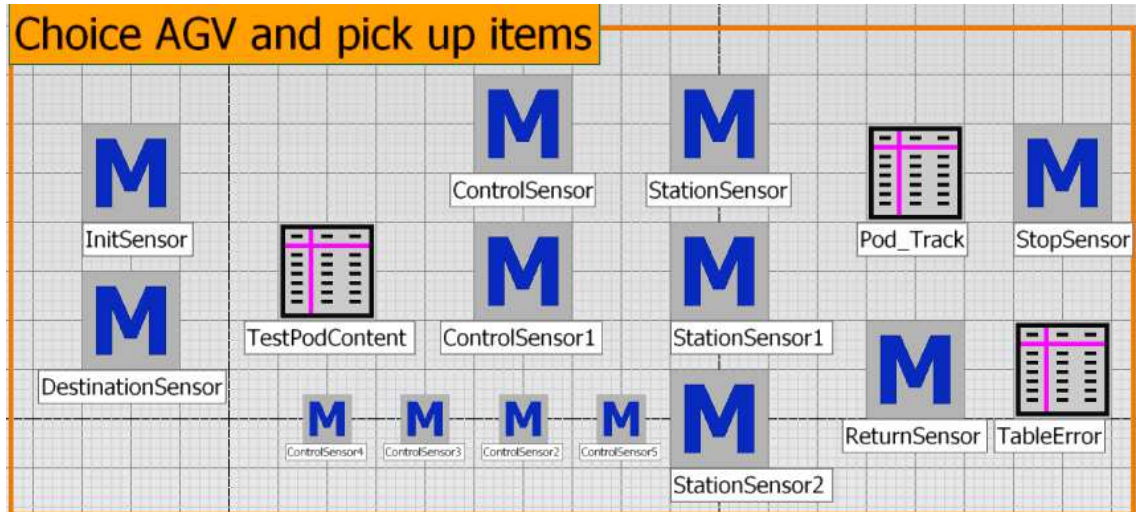 Choice AGV and pick up items
M
M
ControlSensor
StationSensor
M
M
InitSensor
Pod_Track
StopSensor
M
M
M
TestPodContent
ControlSensor1
StationSensor1
DestinationSensor
M
M
M
M
M
M
ControlSensor4
ControlSensor3
ControlSensor2
ControlSensor5
ReturnSensor
TableError
StationSensor2